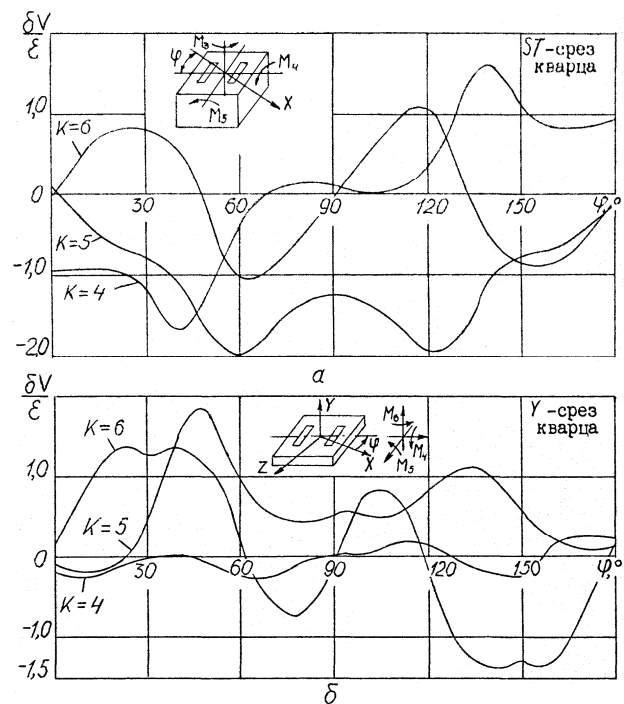 δV
ε
ST-срез
кварца
M₆
φ
M₄
M₅
X
1,0
K=6
0
30
60
90
120
150
φ,°
K=5
-1,0
K=4
-2,0
а
δV
ε
Y-срез
кварца
Y
M₆
K=6
φ
M₄
Z
X
M₅
1,0
K=5
0
30
60
90
120
150
φ,°
K=4
-1,0
-1,5
б